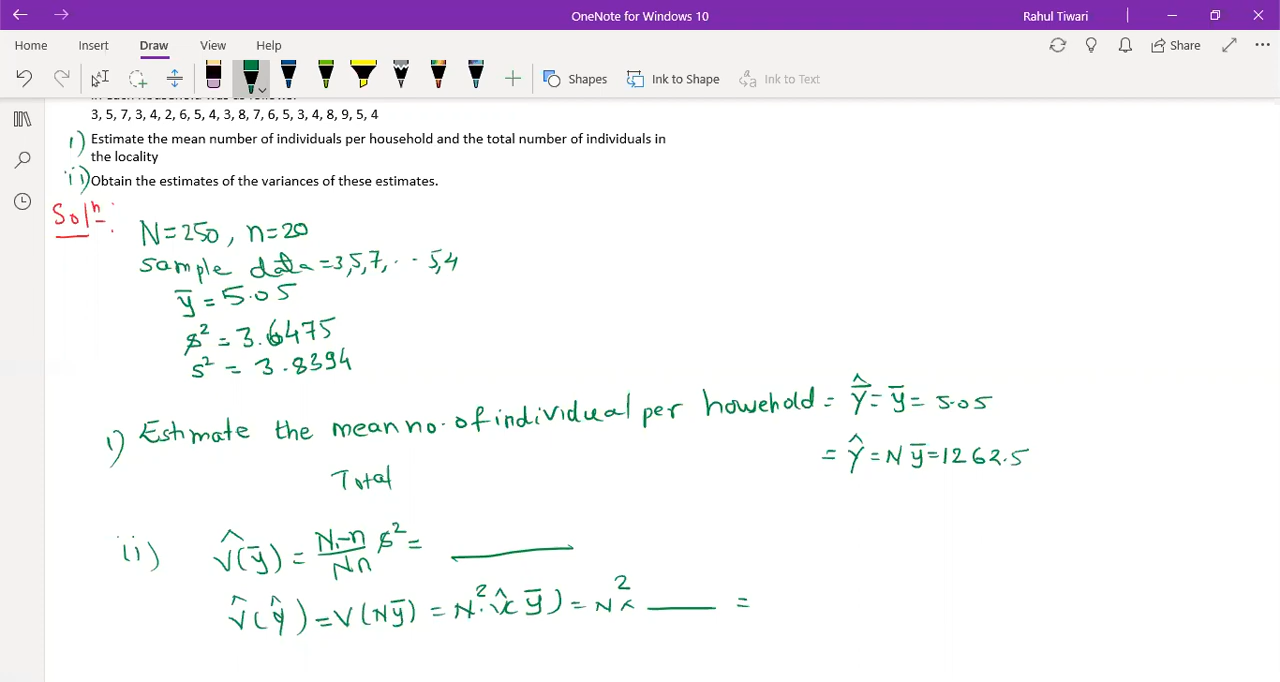 OneNote for Windows 10
Rahul Tiwari
Home Insert Draw View Help
Share
Shapes Ink to Shape Ink to Text
3, 5, 7, 3, 4, 2, 6, 5, 4, 3, 8, 7, 6, 5, 3, 4, 8, 9, 5, 4
i) Estimate the mean number of individuals per household and the total number of individuals in
the locality
ii) Obtain the estimates of the variances of these estimates.
Solⁿ:
N=250, n=20
sample data =3,5,7,... 5,4
ȳ = 5.05
s² = 3.6475
s² = 3.8394
i) Estimate the mean no. of individual per howehold = Ȳ̂ = ȳ = 5.05
Total = Ŷ = Nȳ = 1262.5
ii) V̂(ȳ) = N-n/Nn s² =
V̂(Ŷ) = V(Nȳ) = N².V̂(ȳ) = N²× ____ =